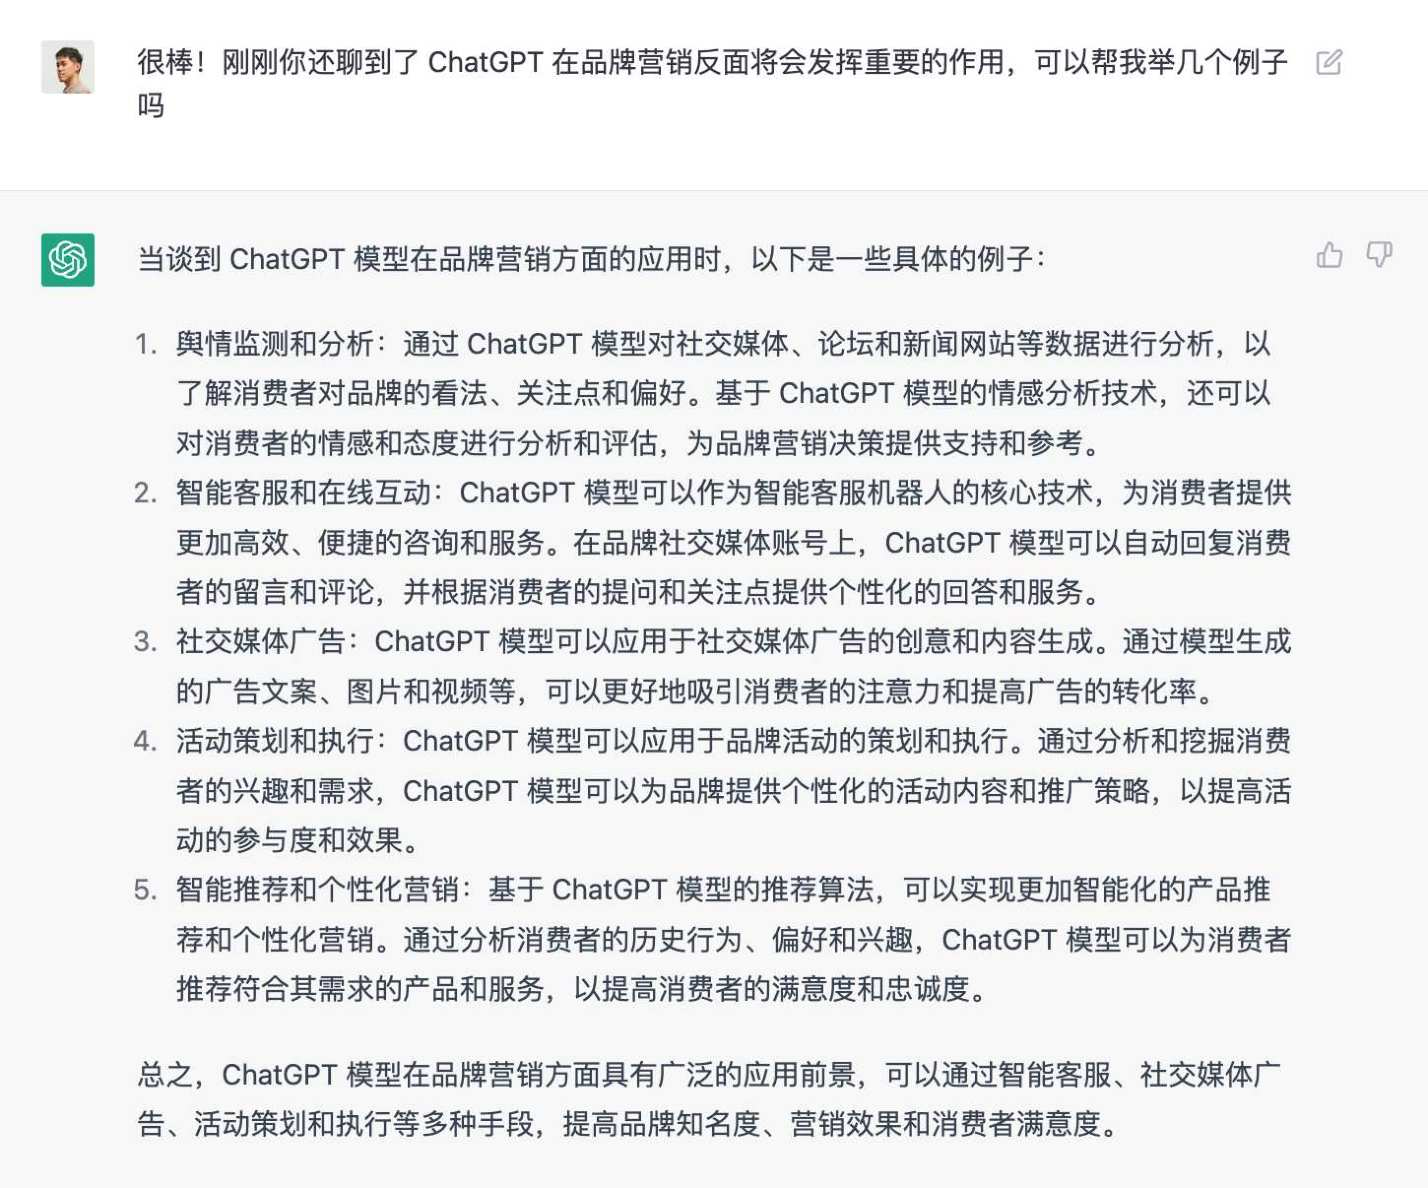 很棒！刚刚你还聊到了 ChatGPT 在品牌营销反面将会发挥重要的作用，可以帮我举几个例子
吗
当谈到 ChatGPT 模型在品牌营销方面的应用时，以下是一些具体的例子：
1. 舆情监测和分析：通过 ChatGPT 模型对社交媒体、论坛和新闻网站等数据进行分析，以
了解消费者对品牌的看法、关注点和偏好。基于 ChatGPT 模型的情感分析技术，还可以
对消费者的情感和态度进行分析和评估，为品牌营销决策提供支持和参考。
2. 智能客服和在线互动：ChatGPT 模型可以作为智能客服机器人的核心技术，为消费者提供
更加高效、便捷的咨询和服务。在品牌社交媒体账号上，ChatGPT 模型可以自动回复消费
者的留言和评论，并根据消费者的提问和关注点提供个性化的回答和服务。
3. 社交媒体广告：ChatGPT 模型可以应用于社交媒体广告的创意和内容生成。通过模型生成
的广告文案、图片和视频等，可以更好地吸引消费者的注意力和提高广告的转化率。
4. 活动策划和执行：ChatGPT 模型可以应用于品牌活动的策划和执行。通过分析和挖掘消费
者的兴趣和需求，ChatGPT 模型可以为品牌提供个性化的活动内容和推广策略，以提高活
动的参与度和效果。
5. 智能推荐和个性化营销：基于 ChatGPT 模型的推荐算法，可以实现更加智能化的产品推
荐和个性化营销。通过分析消费者的历史行为、偏好和兴趣，ChatGPT 模型可以为消费者
推荐符合其需求的产品和服务，以提高消费者的满意度和忠诚度。
总之，ChatGPT 模型在品牌营销方面具有广泛的应用前景，可以通过智能客服、社交媒体广
告、活动策划和执行等多种手段，提高品牌知名度、营销效果和消费者满意度。